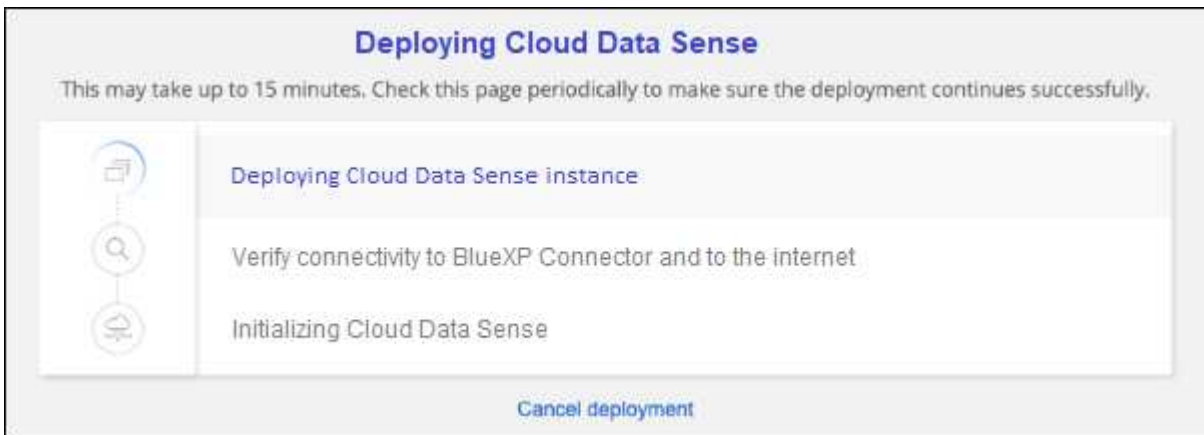 Deploying Cloud Data Sense
This may take up to 15 minutes. Check this page periodically to make sure the deployment continues successfully.
Deploying Cloud Data Sense instance
Verify connectivity to BlueXP Connector and to the internet
Initializing Cloud Data Sense
Cancel deployment